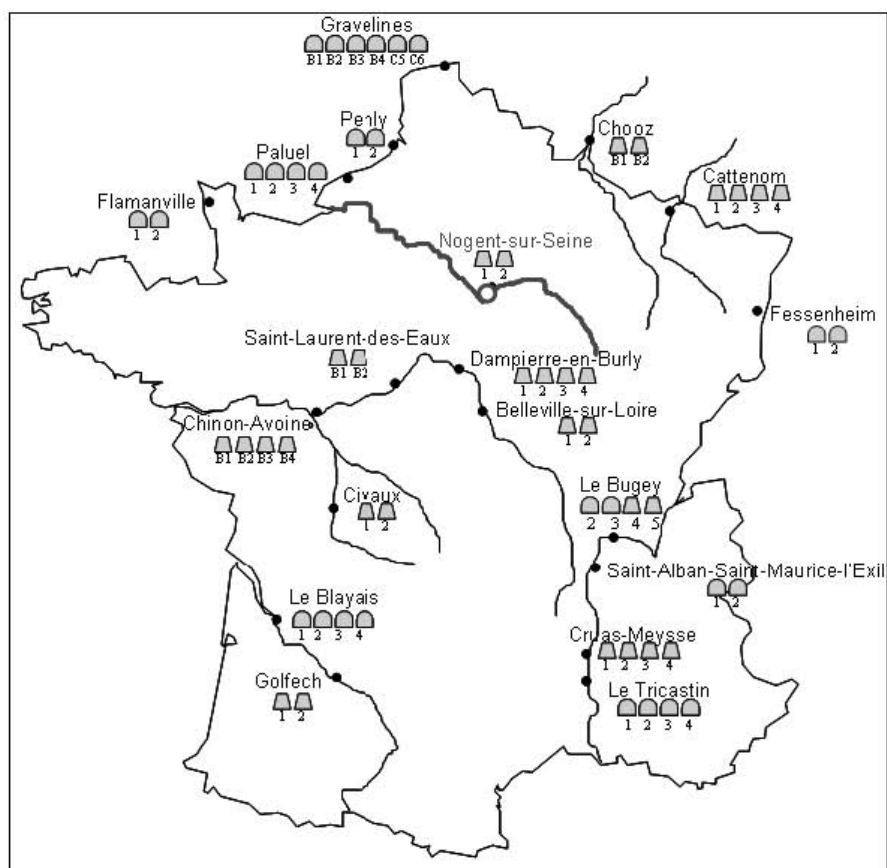 Gravelines
B1 B2 B3 B4 C5 C6
Penly
1 2
Chooz
B1 B2
Paluel
1 2 3 4
Cattenom
1 2 3 4
Flamanville
1 2
Nogent-sur-Seine
1 2
Fessenheim
1 2
Saint-Laurent-des-Eaux
B1 B2
Dampierre-en-Burly
1 2 3 4
Belleville-sur-Loire
1 2
Chinon-Avoine
B1 B2 B3 B4
Civaux
1 2
Le Bugey
2 3 4 5
Saint-Alban-Saint-Maurice-l'Exil
1 2
Le Blayais
1 2 3 4
Cruas-Meysse
1 2 3 4
Golfech
1 2
Le Tricastin
1 2 3 4